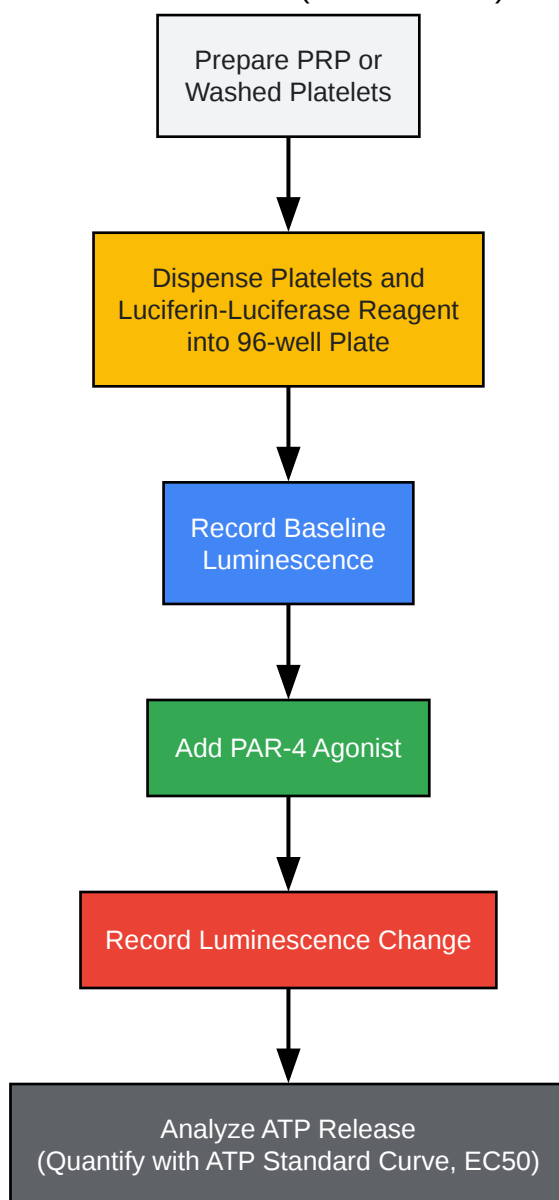 Prepare PRP or
Washed Platelets
Dispense Platelets and
Luciferin-Luciferase Reagent
into 96-well Plate
Record Baseline
Luminescence
Add PAR-4 Agonist
Record Luminescence Change
Analyze ATP Release
(Quantify with ATP Standard Curve, EC50)